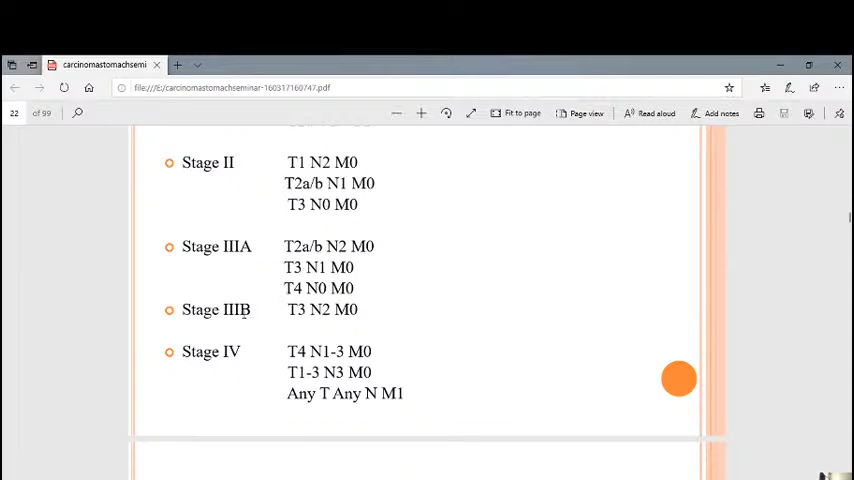 carcinomastomachsemi
file:///E:/carcinomastomachseminar-160317160747.pdf
22 of 99 Fit to page Page view Read aloud Add notes
Stage II T1 N2 M0
T2a/b N1 M0
T3 N0 M0
Stage IIIA T2a/b N2 M0
T3 N1 M0
T4 N0 M0
Stage IIIB T3 N2 M0
Stage IV T4 N1-3 M0
T1-3 N3 M0
Any T Any N M1